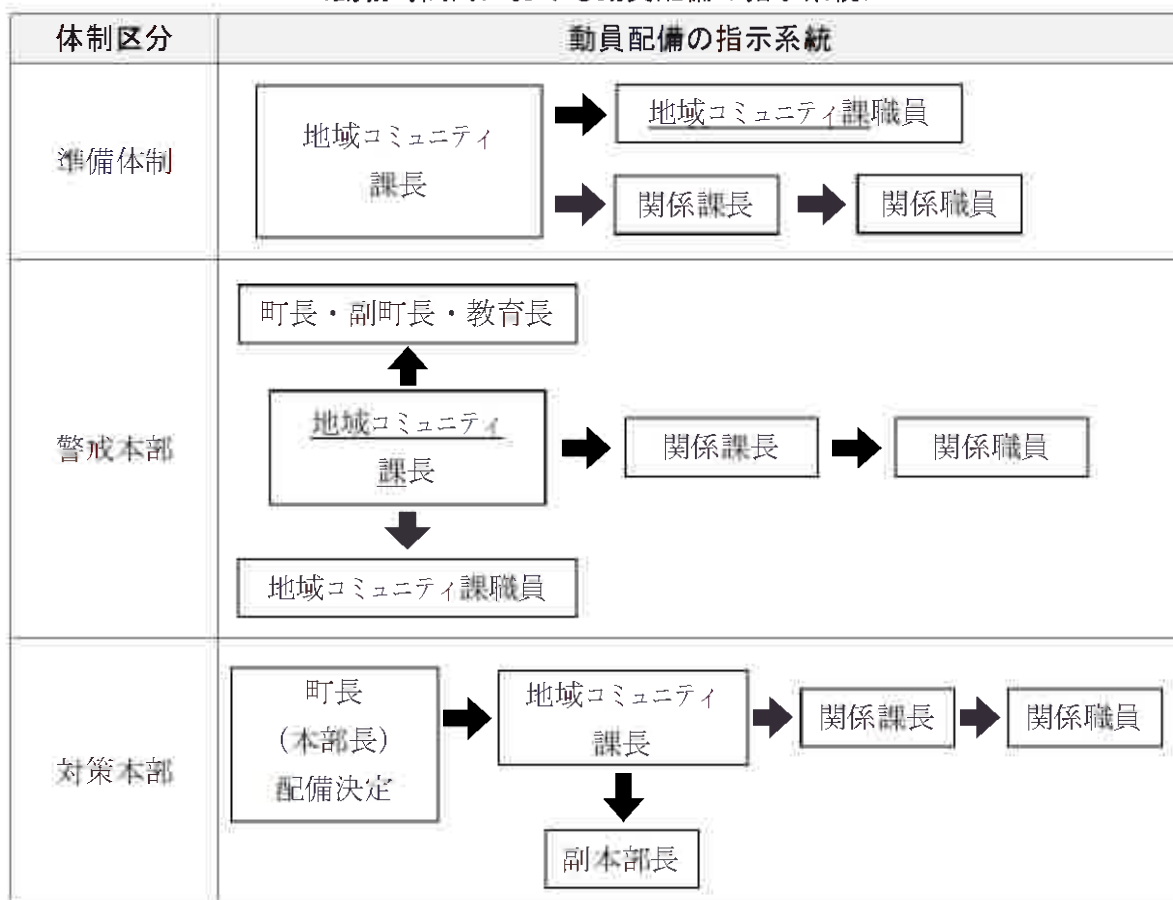 体制区分 動員配備の指示系統
準備体制
地域コミュニティ
課長
地域コミュニティ課職員
関係課長
関係職員
警戒本部
町長・副町長・教育長
地域コミュニティ
課長
関係課長
関係職員
地域コミュニティ課職員
対策本部
町長
（本部長）
配備決定
地域コミュニティ
課長
関係課長
関係職員
副本部長